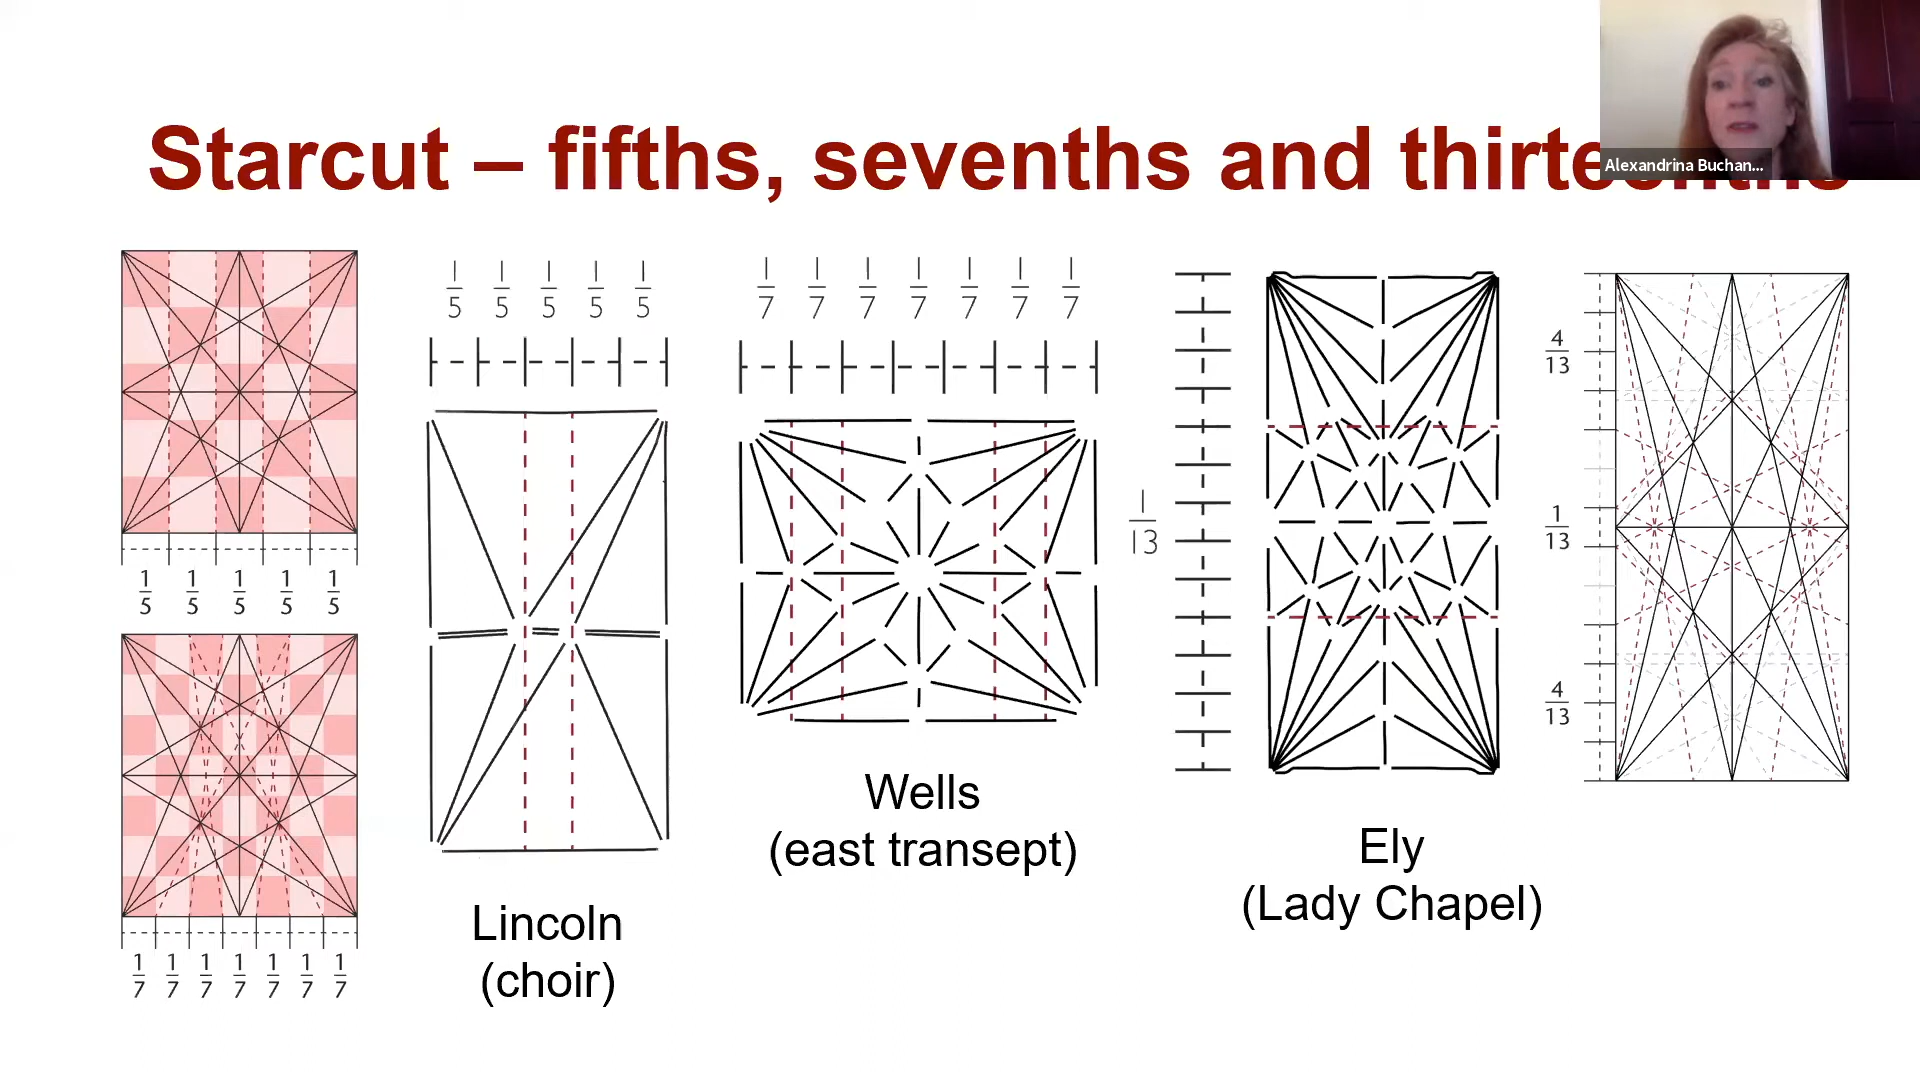 Starcut – fifths, sevenths and thirteenths
Alexandrina Buchan...
1/5 1/5 1/5 1/5 1/5
1/7 1/7 1/7 1/7 1/7 1/7 1/7
4/13
1/13
1/13
4/13
1/5 1/5 1/5 1/5 1/5
1/7 1/7 1/7 1/7 1/7 1/7 1/7
Lincoln
(choir)
Wells
(east transept)
Ely
(Lady Chapel)